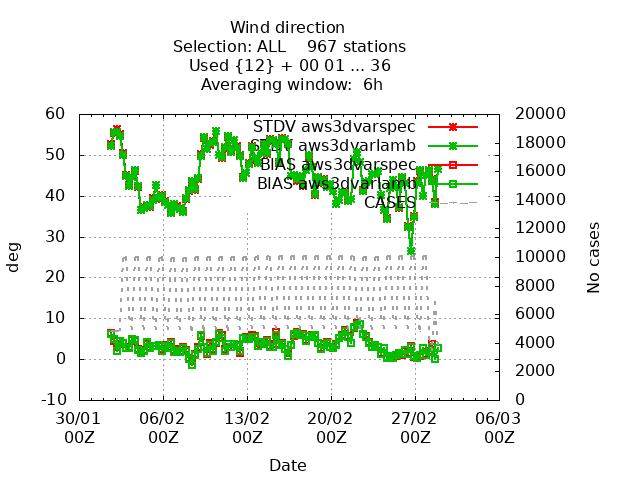 Wind direction
Selection: ALL    967 stations
Used {12} + 00 01 ... 36
Averaging window:  6h
60
50
40
30
20
10
0
-10
deg
20000
18000
16000
14000
12000
10000
8000
6000
4000
2000
0
No cases
STDV aws3dvarspec
STDV aws3dvarlamb
BIAS aws3dvarspec
BIAS aws3dvarlamb
CASES
30/01 06/02 13/02 20/02 27/02 06/03
00Z 00Z 00Z 00Z 00Z 00Z
Date